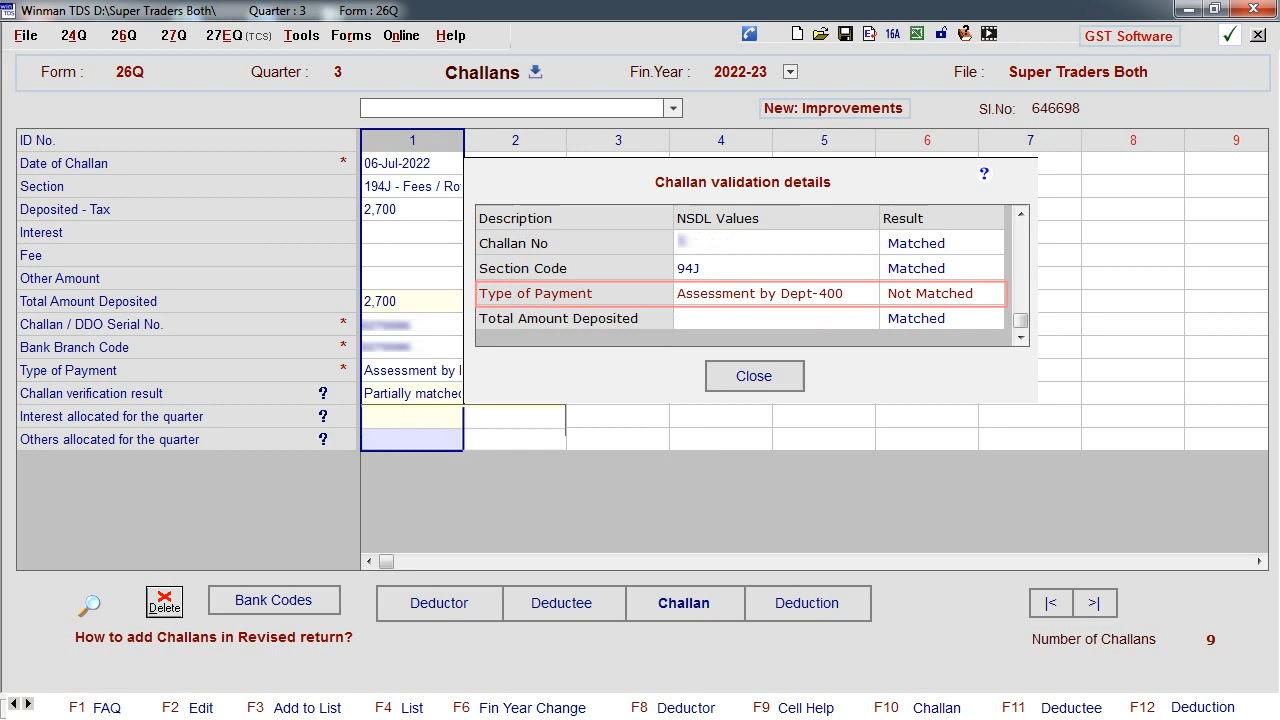 Winman TDS D:\Super Traders Both\ Quarter : 3 Form : 26Q
File 24Q 26Q 27Q 27EQ(TCS) Tools Forms Online Help 16A GST Software
Form : 26Q Quarter : 3 Challans Fin.Year : 2022-23 File : Super Traders Both
New: Improvements Sl.No: 646698
ID No. 1 2 3 4 5 6 7 8 9
Date of Challan * 06-Jul-2022
Section 194J - Fees / Ro
Deposited - Tax 2,700
Interest
Fee
Other Amount
Total Amount Deposited 2,700
Challan / DDO Serial No. *
Bank Branch Code *
Type of Payment * Assessment by
Challan verification result ? Partially matched
Interest allocated for the quarter ?
Others allocated for the quarter ?
Challan validation details ?
Description NSDL Values Result
Challan No Matched
Section Code 94J Matched
Type of Payment Assessment by Dept-400 Not Matched
Total Amount Deposited Matched
Close
Delete Bank Codes Deductor Deductee Challan Deduction |< >|
How to add Challans in Revised return? Number of Challans 9
F1 FAQ F2 Edit F3 Add to List F4 List F6 Fin Year Change F8 Deductor F9 Cell Help F10 Challan F11 Deductee F12 Deduction